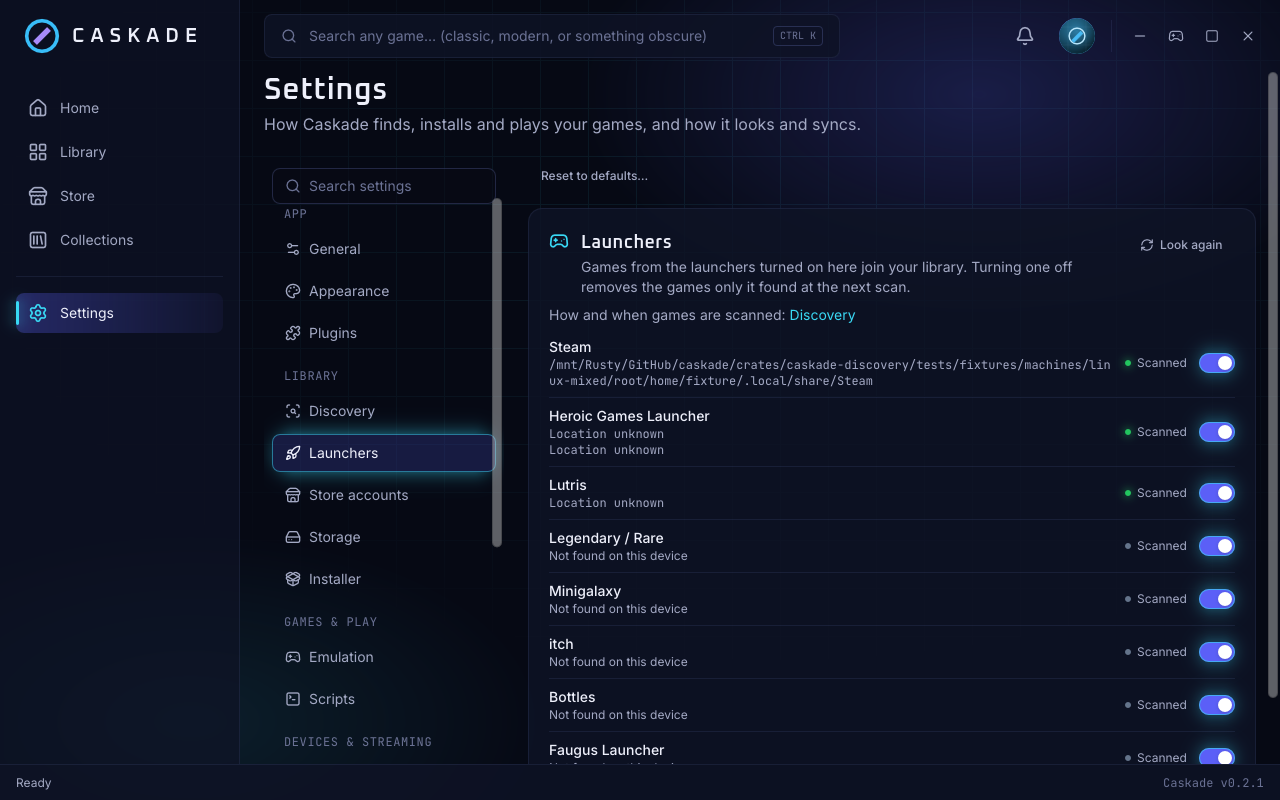 CASKADE
Search any game... (classic, modern, or something obscure)
CTRL K
Home
Library
Store
Collections
Settings
Settings
How Caskade finds, installs and plays your games, and how it looks and syncs.
Search settings
APP
General
Appearance
Plugins
LIBRARY
Discovery
Launchers
Store accounts
Storage
Installer
GAMES & PLAY
Emulation
Scripts
DEVICES & STREAMING
Reset to defaults...
Launchers
Look again
Games from the launchers turned on here join your library. Turning one off
removes the games only it found at the next scan.
How and when games are scanned: Discovery
Steam
/mnt/Rusty/GitHub/caskade/crates/caskade-discovery/tests/fixtures/machines/lin
ux-mixed/root/home/fixture/.local/share/Steam
Scanned
Heroic Games Launcher
Location unknown
Location unknown
Scanned
Lutris
Location unknown
Scanned
Legendary / Rare
Not found on this device
Scanned
Minigalaxy
Not found on this device
Scanned
itch
Not found on this device
Scanned
Bottles
Not found on this device
Scanned
Faugus Launcher
Scanned
Ready
Caskade v0.2.1